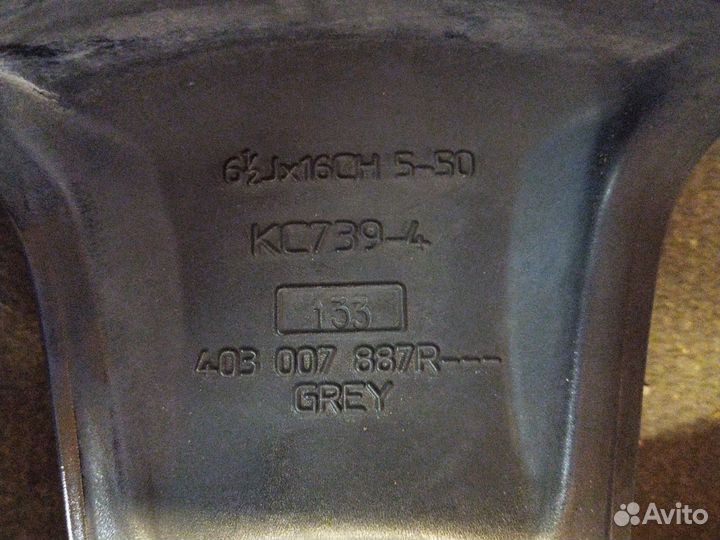 6½Jx16CH 5-50
KC739-4
133
403 007 887R---
GREY
Avito